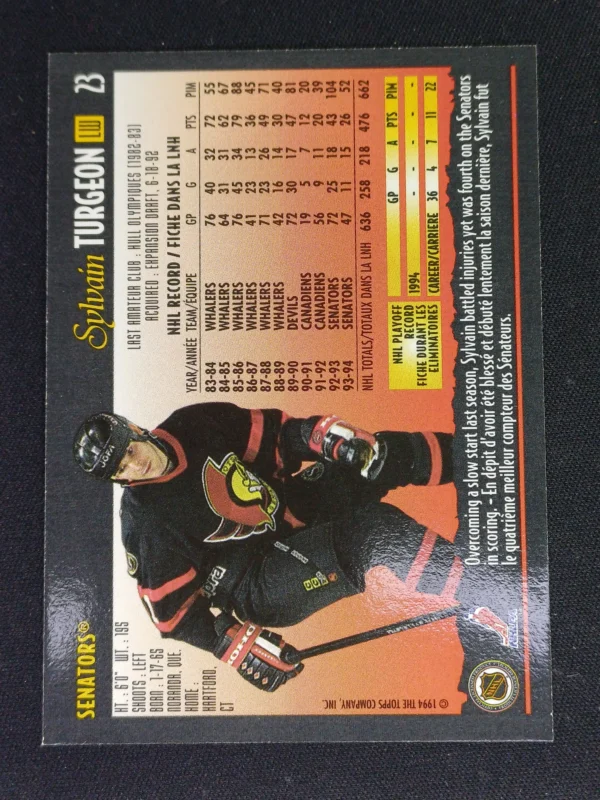 SENATORS®
Sylvain TURGEON LW 23
HT.: 6'0" WT.: 195
SHOOTS: LEFT
BORN: 1-17-65
NORANDA, QUE.
HOME:
HARTFORD,
CT
LAST AMATEUR CLUB: HULL OLYMPIQUES (1982-83)
ACQUIRED: EXPANSION DRAFT, 6-18-92
NHL RECORD / FICHE DANS LA LNH
YEAR/ANNÉE TEAM/ÉQUIPE GP G A PTS PIM
83-84 WHALERS 76 40 32 72 55
84-85 WHALERS 64 31 31 62 67
85-86 WHALERS 76 45 34 79 88
86-87 WHALERS 41 23 13 36 45
87-88 WHALERS 71 23 26 49 71
88-89 WHALERS 42 16 14 30 40
89-90 DEVILS 72 30 17 47 81
90-91 CANADIENS 19 5 7 12 20
91-92 CANADIENS 56 9 11 20 39
92-93 SENATORS 72 25 18 43 104
93-94 SENATORS 47 11 15 26 52
NHL TOTALS/TOTAUX DANS LA LNH 636 258 218 476 662
NHL PLAYOFF
RECORD
FICHE DURANT LES
ELIMINATOIRES
GP G A PTS PIM
1994 - - - - -
CAREER/CARRIERE 36 4 7 11 22
JOFA
KOHO
© 1994 THE TOPPS COMPANY, INC.
NHL
Overcoming a slow start last season, Sylvain battled injuries yet was fourth on the Senators
in scoring. - En dépit d'avoir été blessé et débuté lentement la saison dernière, Sylvain fut
le quatrième meilleur compteur des Sénateurs.